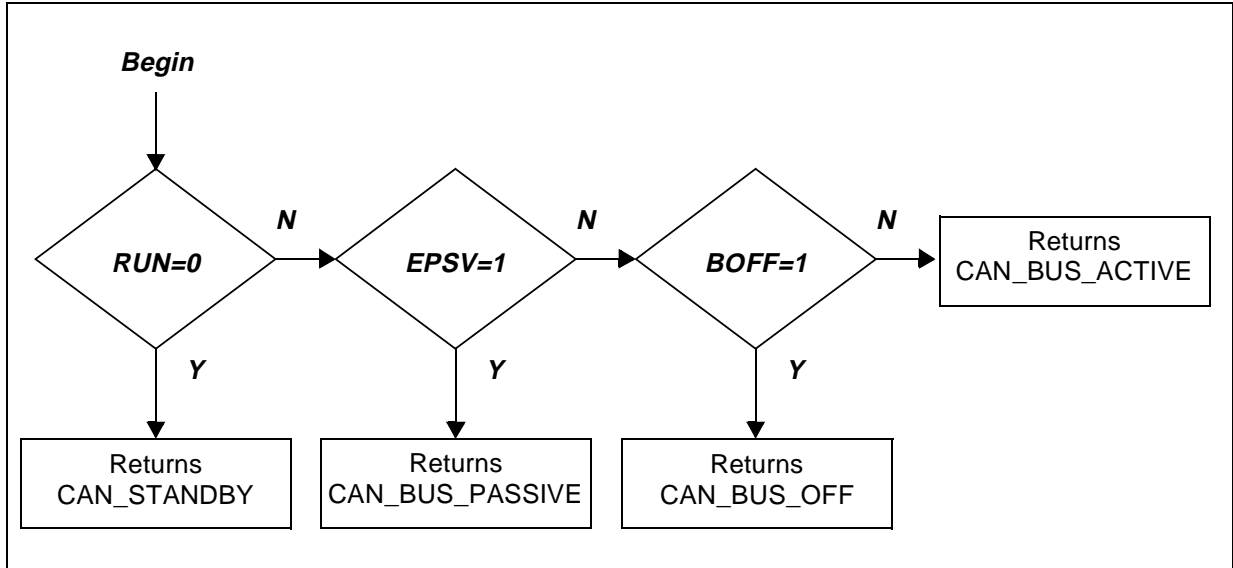 Begin
RUN=0
N
EPSV=1
N
BOFF=1
N
Returns
CAN_BUS_ACTIVE
Y
Y
Y
Returns
CAN_STANDBY
Returns
CAN_BUS_PASSIVE
Returns
CAN_BUS_OFF